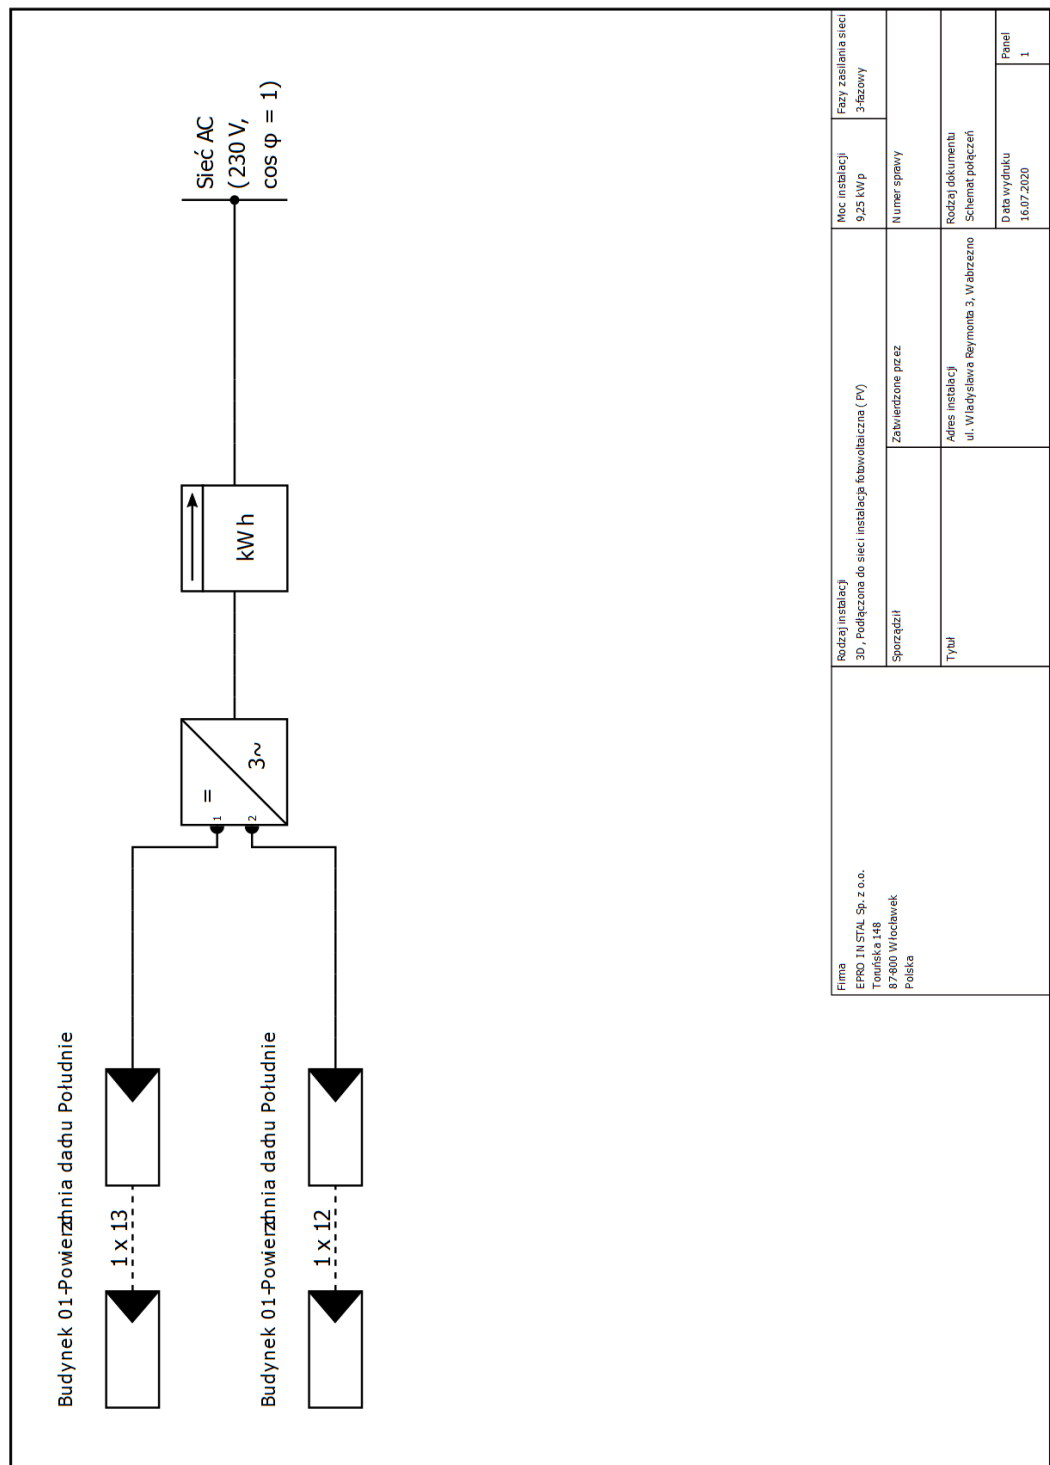 Budynek 01-Powierzchnia dachu Południe
1 x 13
Budynek 01-Powierzchnia dachu Południe
1 x 12
=
1
2
3~
kWh
Sieć AC
(230 V,
cos φ = 1)
Firma
EPRO INSTAL Sp. z o.o.
Toruńska 148
87-800 Włocławek
Polska
Rodzaj instalacji
3D, Podłączona do sieci instalacja fotowoltaiczna (PV)
Moc instalacji
9,25 kWp
Fazy zasilania sieci
3-fazowy
Sporządził
Zatwierdzone przez
Numer sprawy
Tytuł
Adres instalacji
ul. Wladyslawa Reymonta 3, Wabrzezno
Rodzaj dokumentu
Schemat połączeń
Data wydruku
16.07.2020
Panel
1